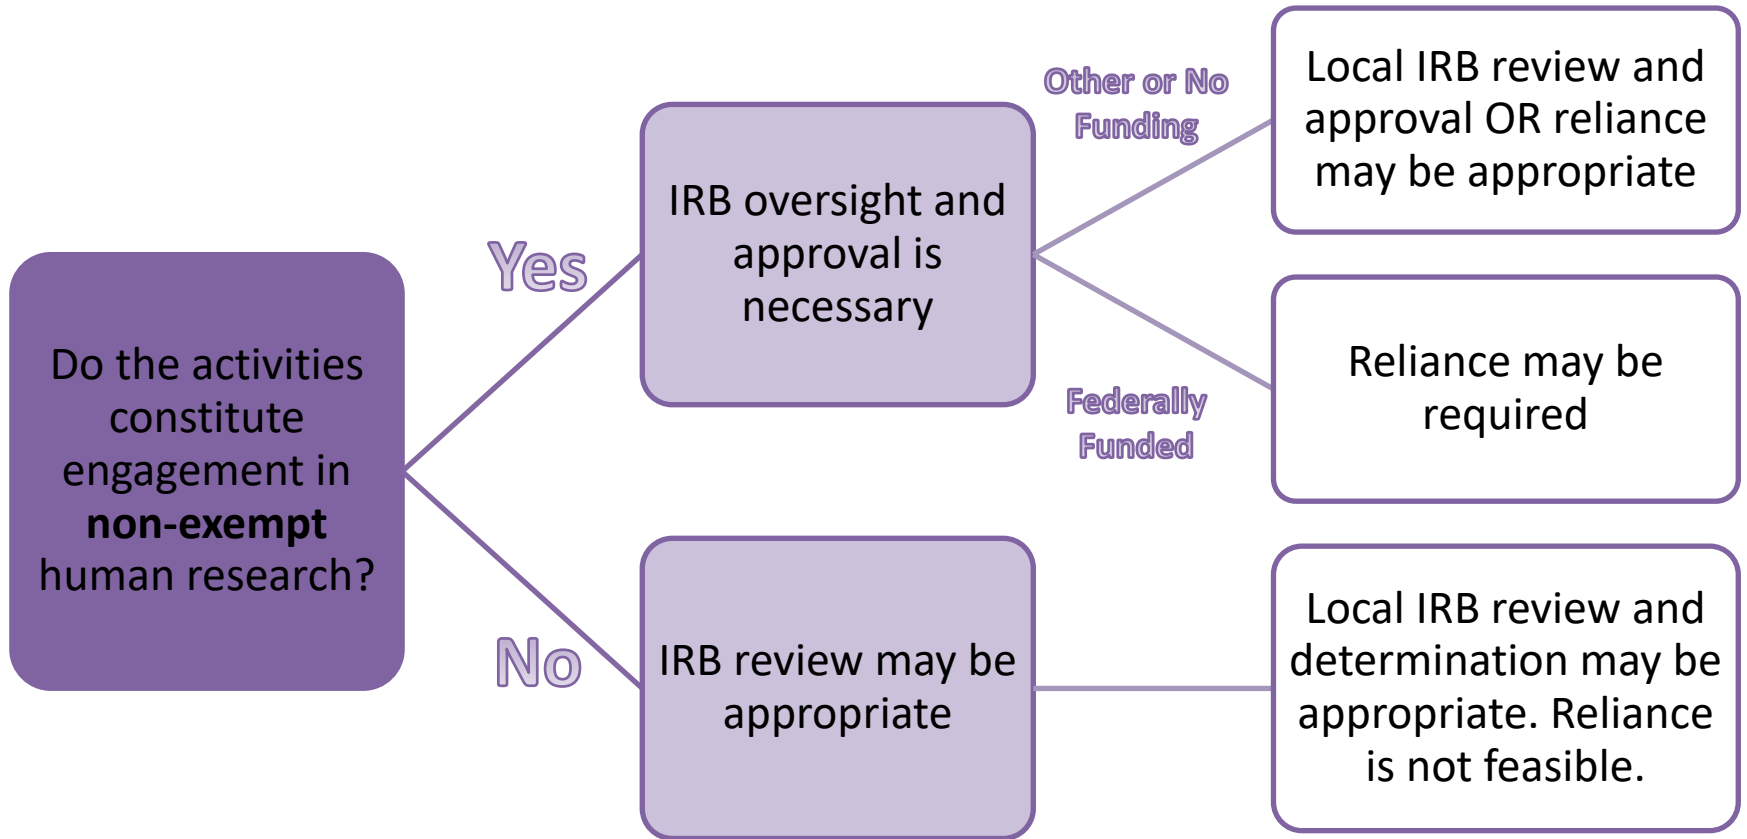 Do the activities
constitute
engagement in
non-exempt
human research?
Yes
IRB oversight and
approval is
necessary
Other or No
Funding
Local IRB review and
approval OR reliance
may be appropriate
Federally
Funded
Reliance may be
required
No
IRB review may be
appropriate
Local IRB review and
determination may be
appropriate. Reliance
is not feasible.